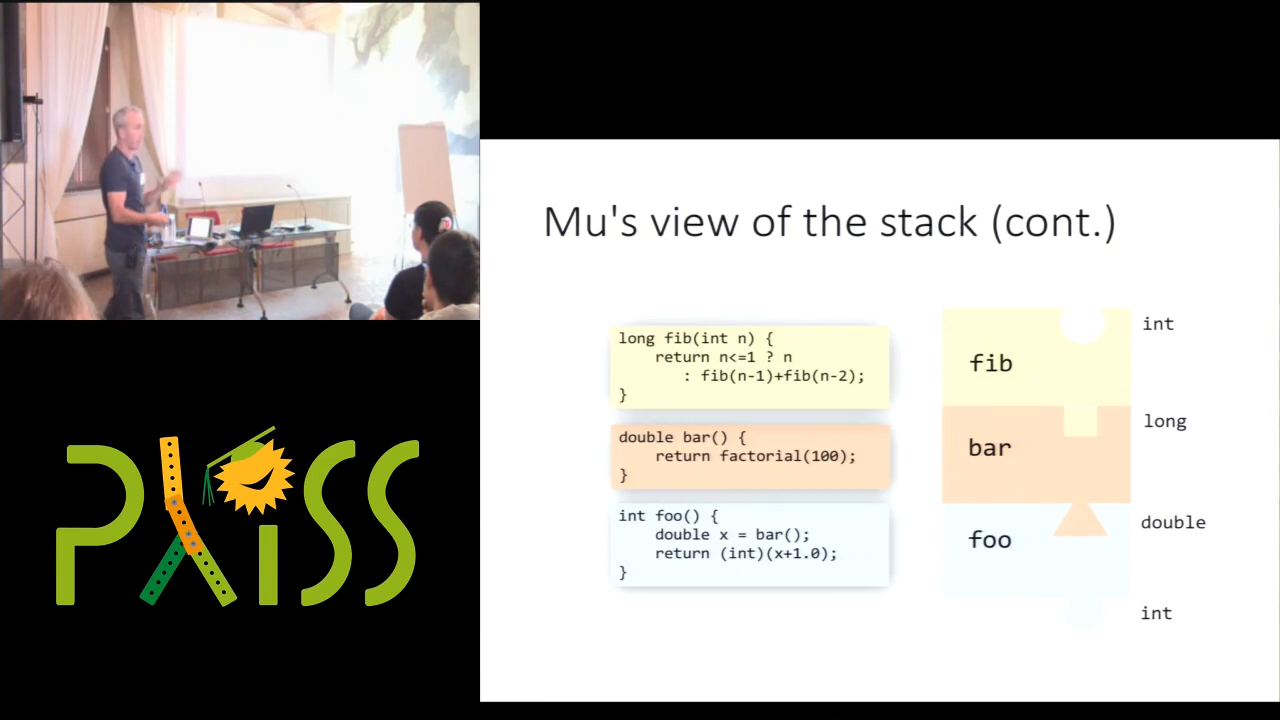 PLISS
Mu's view of the stack (cont.)
long fib(int n) {
    return n<=1 ? n
       : fib(n-1)+fib(n-2);
}
double bar() {
    return factorial(100);
}
int foo() {
    double x = bar();
    return (int)(x+1.0);
}
int
fib
long
bar
double
foo
int